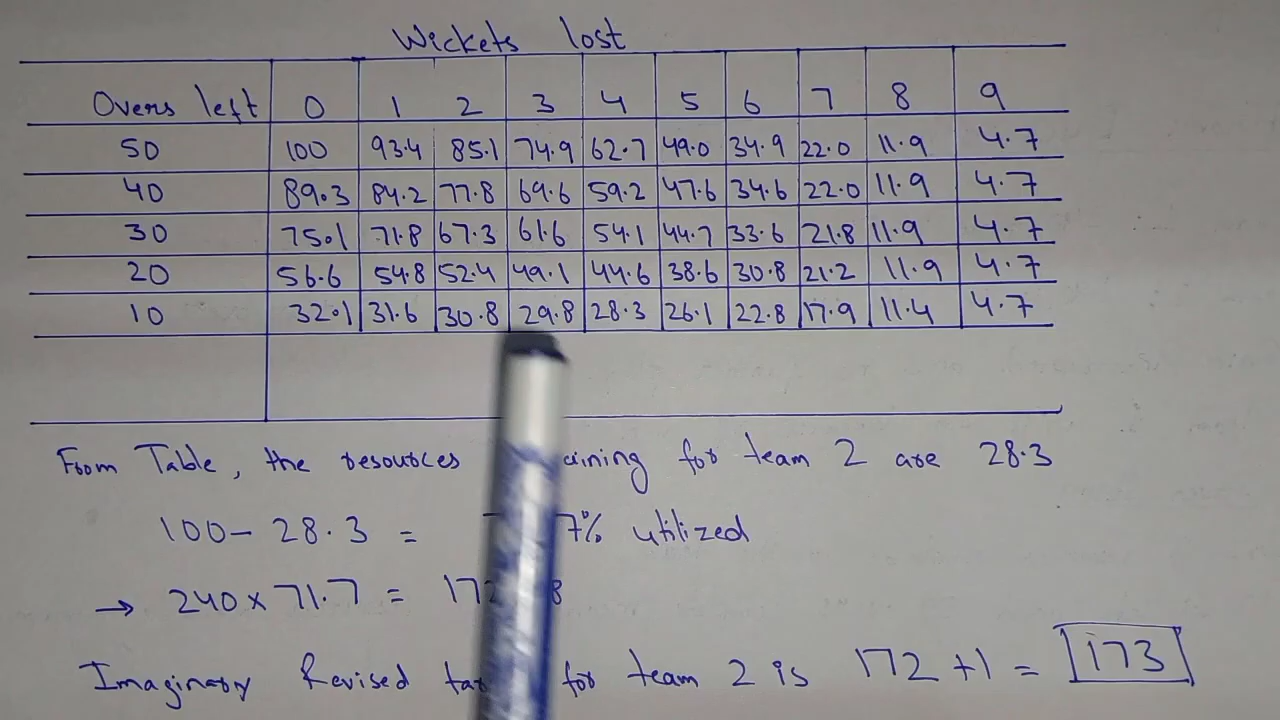 Wickets lost
Overs left 0 1 2 3 4 5 6 7 8 9
50 100 93.4 85.1 74.9 62.7 49.0 34.9 22.0 11.9 4.7
40 89.3 84.2 77.8 69.6 59.2 47.6 34.6 22.0 11.9 4.7
30 75.1 71.8 67.3 61.6 54.1 44.7 33.6 21.8 11.9 4.7
20 56.6 54.8 52.4 49.1 44.6 38.6 30.8 21.2 11.9 4.7
10 32.1 31.6 30.8 29.8 28.3 26.1 22.8 17.9 11.4 4.7
From Table, the resources for team 2 are 28.3
100 - 28.3 = 7% utilized
→ 240 × 71.7 = 172 8
Imaginary Revised for team 2 is 172 + 1 = 173